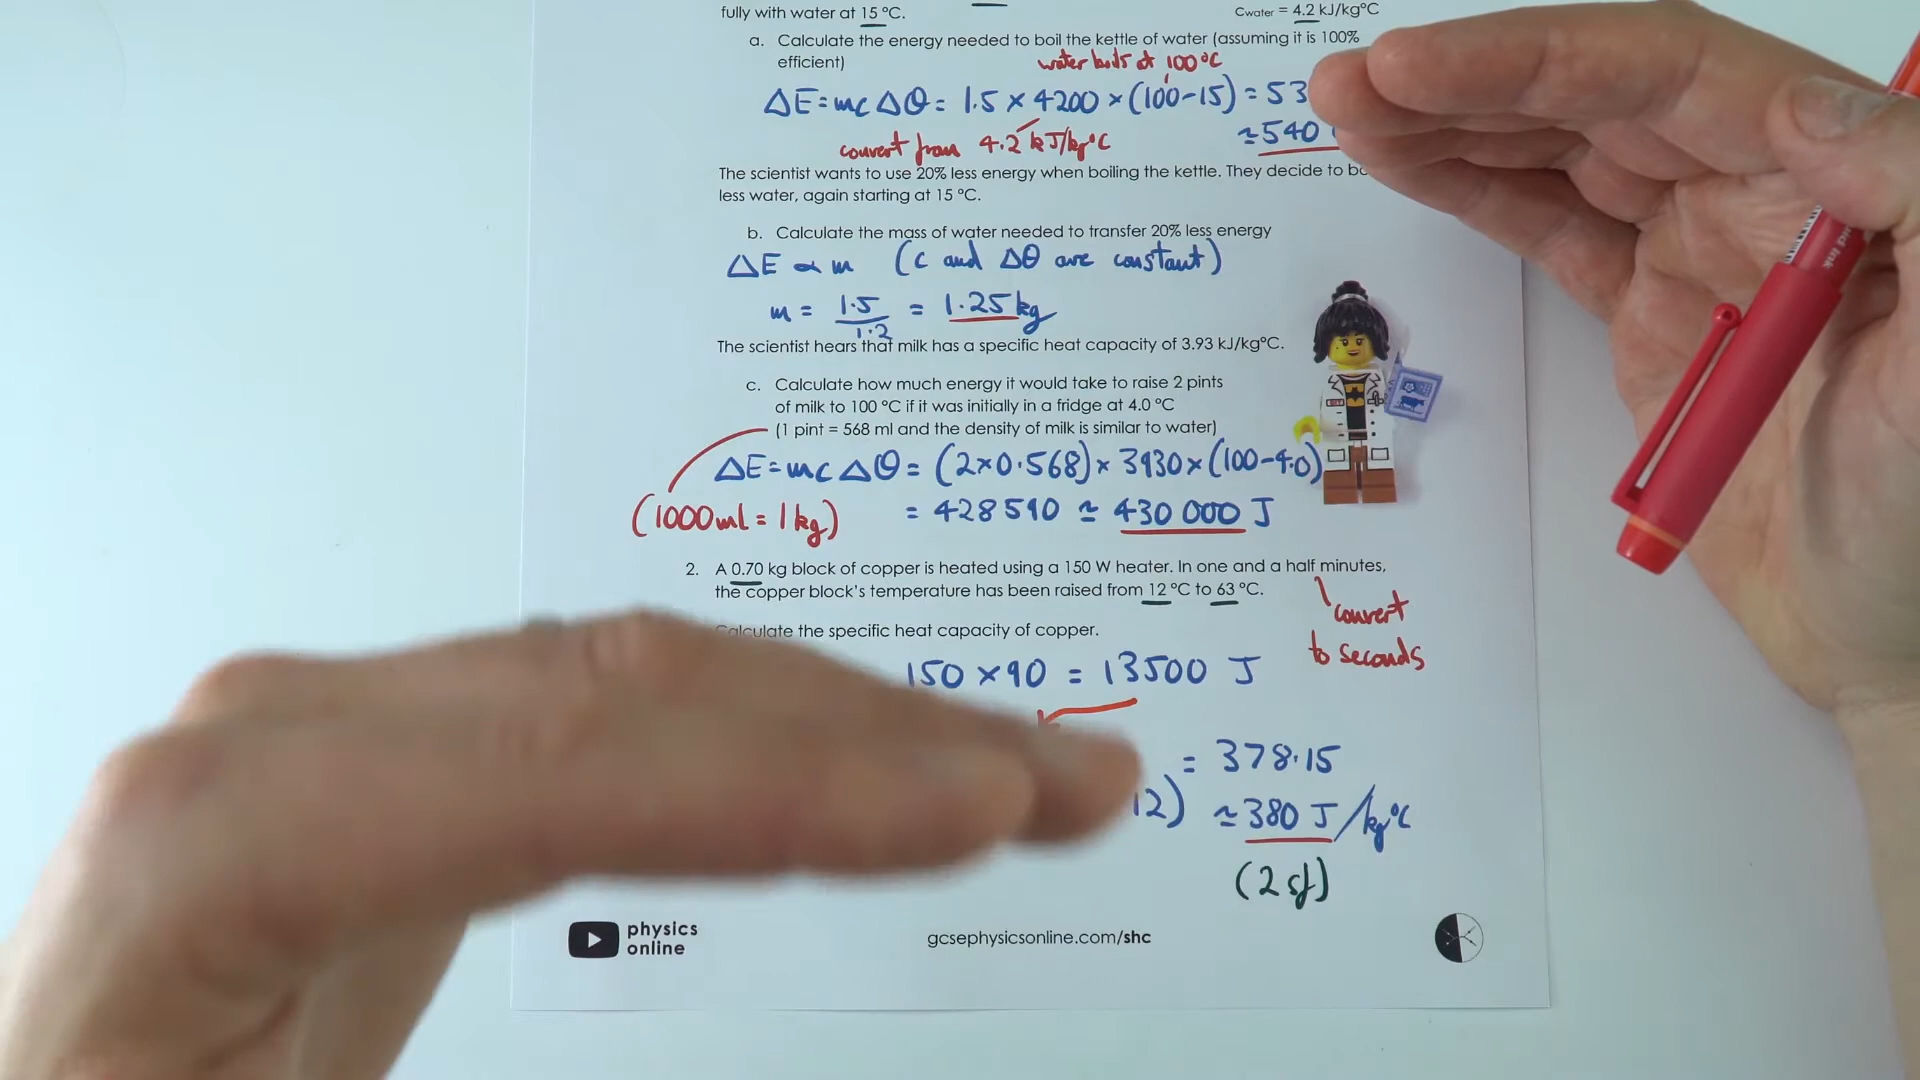 fully with water at 15 °C.
Cwater = 4.2 kJ/kg°C
a. Calculate the energy needed to boil the kettle of water (assuming it is 100%
efficient)
water boils at 100°C
ΔE = mcΔθ = 1.5 × 4200 × (100-15) = 53
≃ 540
convert from 4.2 kJ/kg°C
The scientist wants to use 20% less energy when boiling the kettle. They decide to
less water, again starting at 15 °C.
b. Calculate the mass of water needed to transfer 20% less energy
ΔE ∝ m (c and Δθ are constant)
m = 1.5 / 1.2 = 1.25 kg
The scientist hears that milk has a specific heat capacity of 3.93 kJ/kg°C.
c. Calculate how much energy it would take to raise 2 pints
of milk to 100 °C if it was initially in a fridge at 4.0 °C
(1 pint = 568 ml and the density of milk is similar to water)
ΔE = mcΔθ = (2×0.568) × 3930 × (100-4.0)
(1000ml = 1kg)
= 428590 ≃ 430 000 J
2. A 0.70 kg block of copper is heated using a 150 W heater. In one and a half minutes,
the copper block's temperature has been raised from 12 °C to 63 °C.
convert
to seconds
Calculate the specific heat capacity of copper.
150 × 90 = 13500 J
= 378.15
12) ≃ 380 J/kg°C
(2 sf)
physics
online
gcsephysicsonline.com/shc